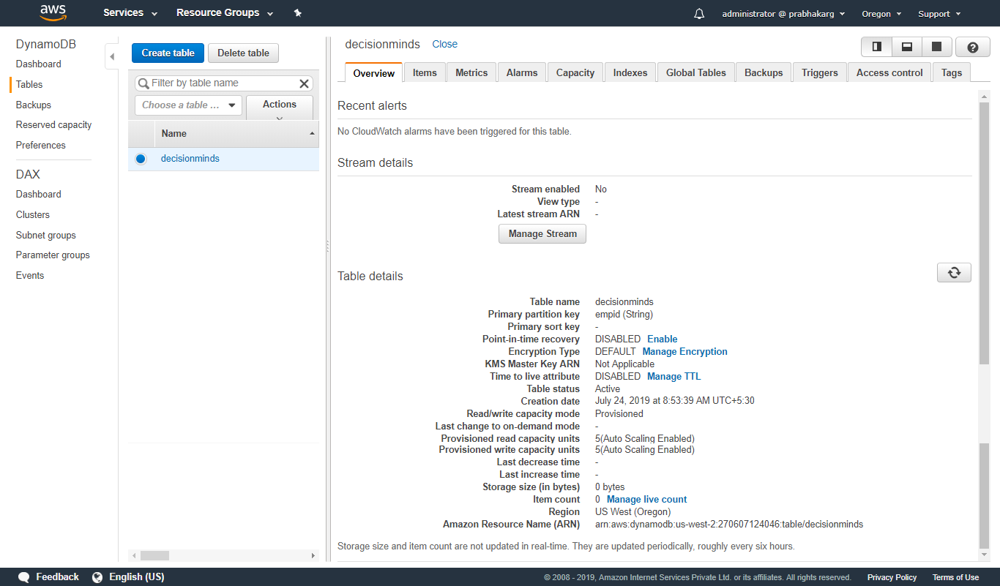 aws Services Resource Groups administrator @ prabhakarg Oregon Support
DynamoDB
Dashboard
Tables
Backups
Reserved capacity
Preferences
DAX
Dashboard
Clusters
Subnet groups
Parameter groups
Events
Create table Delete table
Filter by table name
Choose a table ... Actions
Name
decisionminds
decisionminds Close
Overview Items Metrics Alarms Capacity Indexes Global Tables Backups Triggers Access control Tags
Recent alerts
No CloudWatch alarms have been triggered for this table.
Stream details
Stream enabled No
View type -
Latest stream ARN -
Manage Stream
Table details
Table name decisionminds
Primary partition key empid (String)
Primary sort key -
Point-in-time recovery DISABLED Enable
Encryption Type DEFAULT Manage Encryption
KMS Master Key ARN Not Applicable
Time to live attribute DISABLED Manage TTL
Table status Active
Creation date July 24, 2019 at 8:53:39 AM UTC+5:30
Read/write capacity mode Provisioned
Last change to on-demand mode -
Provisioned read capacity units 5(Auto Scaling Enabled)
Provisioned write capacity units 5(Auto Scaling Enabled)
Last decrease time -
Last increase time -
Storage size (in bytes) 0 bytes
Item count 0 Manage live count
Region US West (Oregon)
Amazon Resource Name (ARN) arn:aws:dynamodb:us-west-2:270607124046:table/decisionminds
Storage size and item count are not updated in real-time. They are updated periodically, roughly every six hours.
Feedback English (US) © 2008 - 2019, Amazon Internet Services Private Ltd. or its affiliates. All rights reserved. Privacy Policy Terms of Use